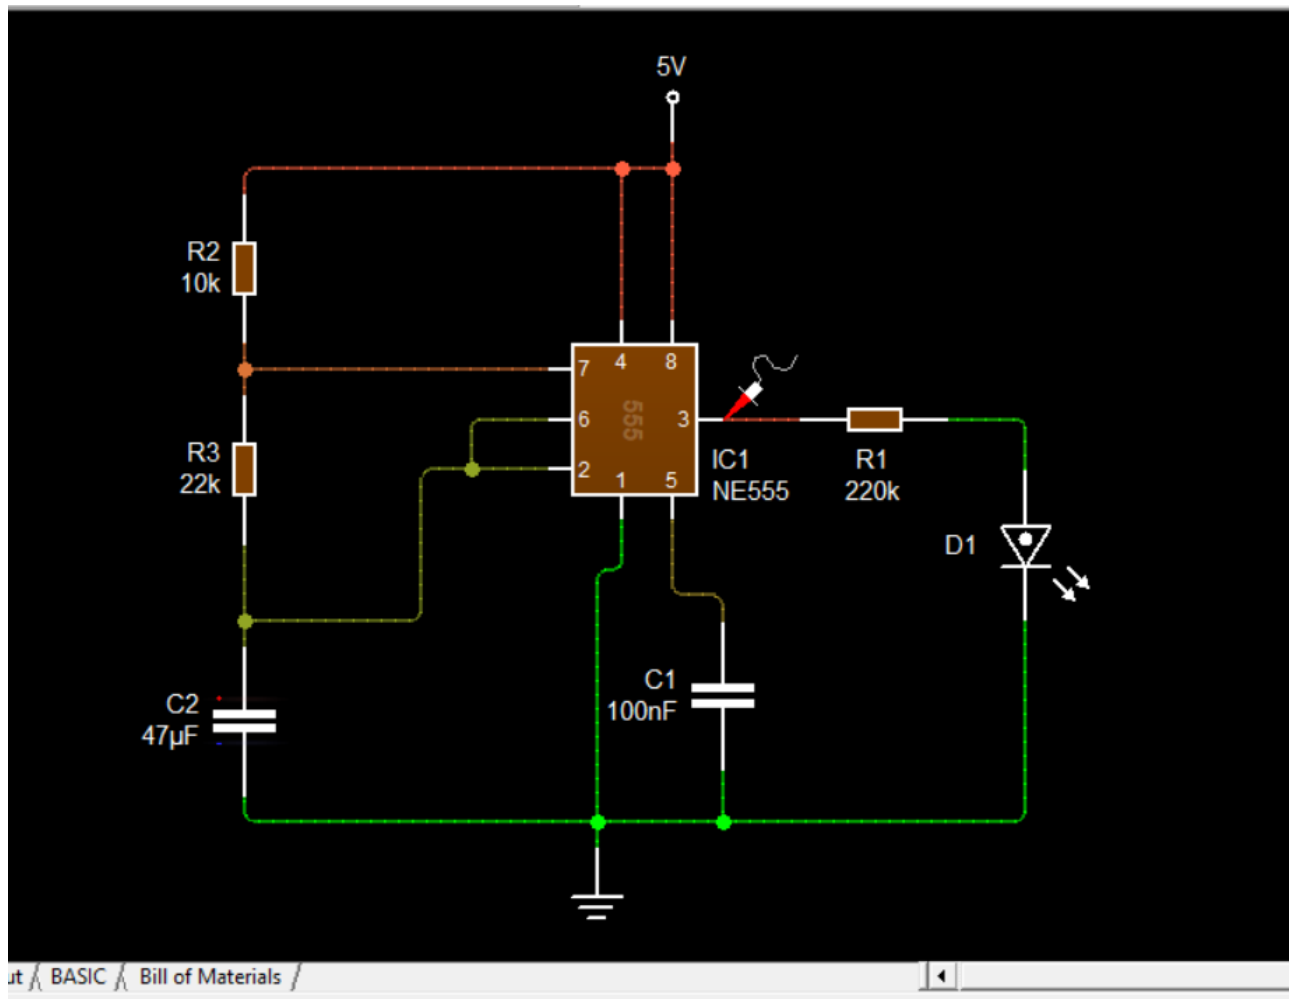 5V
R2
10k
7
4
8
6
555
3
2
1
5
R3
22k
IC1
NE555
R1
220k
D1
C1
100nF
C2
47µF
ut
BASIC
Bill of Materials